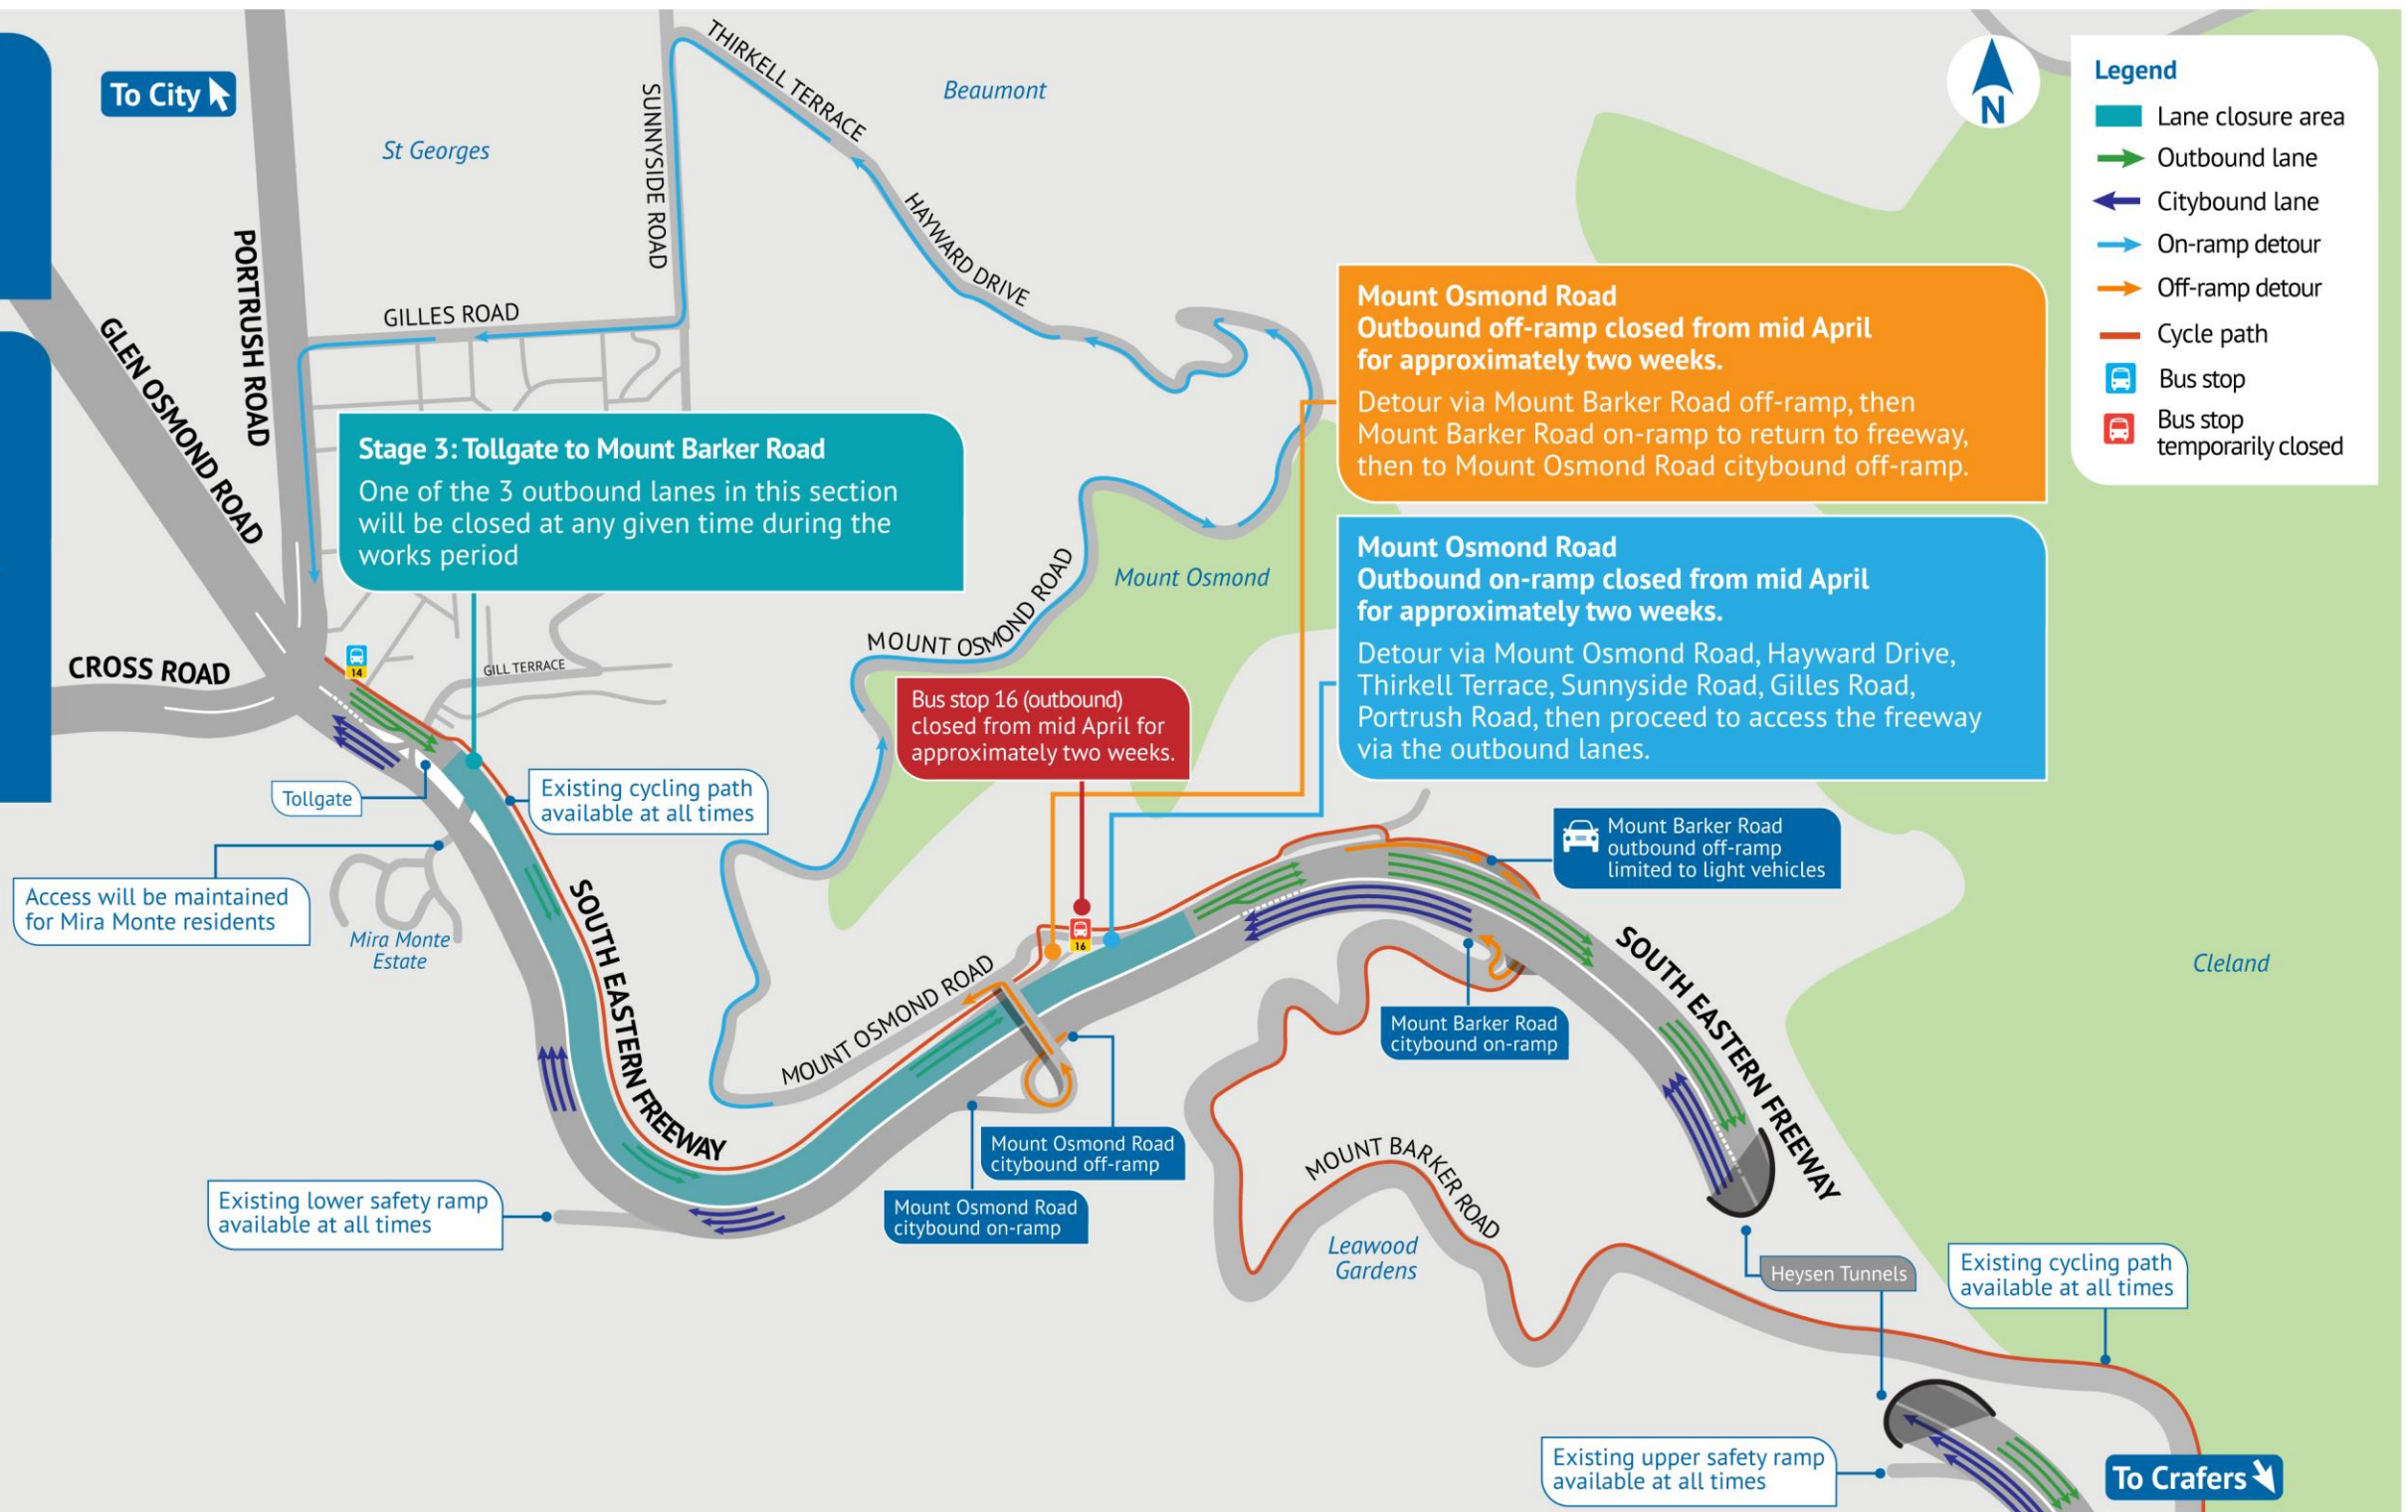 To City
THIRKELL TERRACE
Beaumont
N
St Georges
SUNNYSIDE ROAD
HAYWARD DRIVE
PORTRUSH ROAD
GILLES ROAD
GLEN OSMOND ROAD
Legend
Lane closure area
Outbound lane
Citybound lane
On-ramp detour
Off-ramp detour
Cycle path
Bus stop
Bus stop
temporarily closed
Mount Osmond Road
Outbound off-ramp closed from mid April
for approximately two weeks.
Detour via Mount Barker Road off-ramp, then
Mount Barker Road on-ramp to return to freeway,
then to Mount Osmond Road citybound off-ramp.
Stage 3: Tollgate to Mount Barker Road
One of the 3 outbound lanes in this section
will be closed at any given time during the
works period
Mount Osmond Road
Outbound on-ramp closed from mid April
for approximately two weeks.
Detour via Mount Osmond Road, Hayward Drive,
Thirkell Terrace, Sunnyside Road, Gilles Road,
Portrush Road, then proceed to access the freeway
via the outbound lanes.
Mount Osmond
MOUNT OSMOND ROAD
CROSS ROAD
14
GILL TERRACE
Bus stop 16 (outbound)
closed from mid April for
approximately two weeks.
Tollgate
Existing cycling path
available at all times
Mount Barker Road
outbound off-ramp
limited to light vehicles
Access will be maintained
for Mira Monte residents
Mira Monte
Estate
SOUTH EASTERN FREEWAY
16
MOUNT OSMOND ROAD
SOUTH EASTERN FREEWAY
Cleland
Mount Barker Road
citybound on-ramp
Mount Osmond Road
citybound off-ramp
Mount Osmond Road
citybound on-ramp
MOUNT BARKER ROAD
Existing lower safety ramp
available at all times
Leawood
Gardens
Heysen Tunnels
Existing cycling path
available at all times
Existing upper safety ramp
available at all times
To Crafers